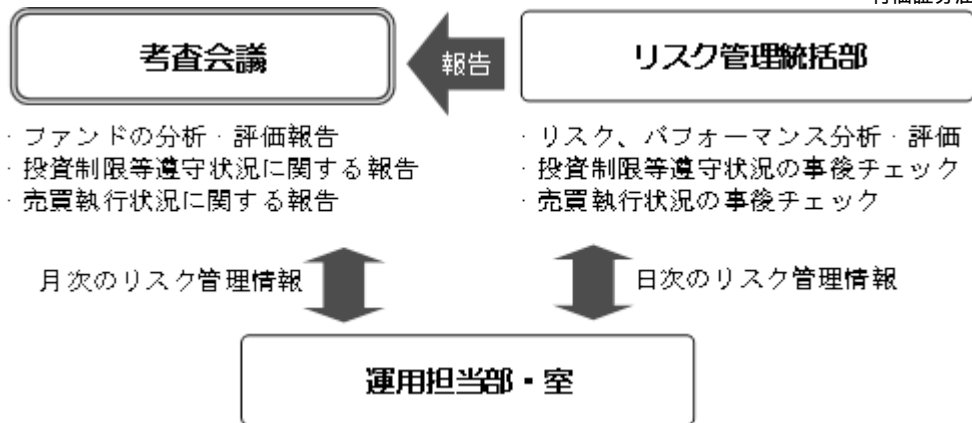 考査会議
報告
リスク管理統括部
・ファンドの分析・評価報告
・投資制限等遵守状況に関する報告
・売買執行状況に関する報告
・リスク、パフォーマンス分析・評価
・投資制限等遵守状況の事後チェック
・売買執行状況の事後チェック
月次のリスク管理情報
日次のリスク管理情報
運用担当部・室